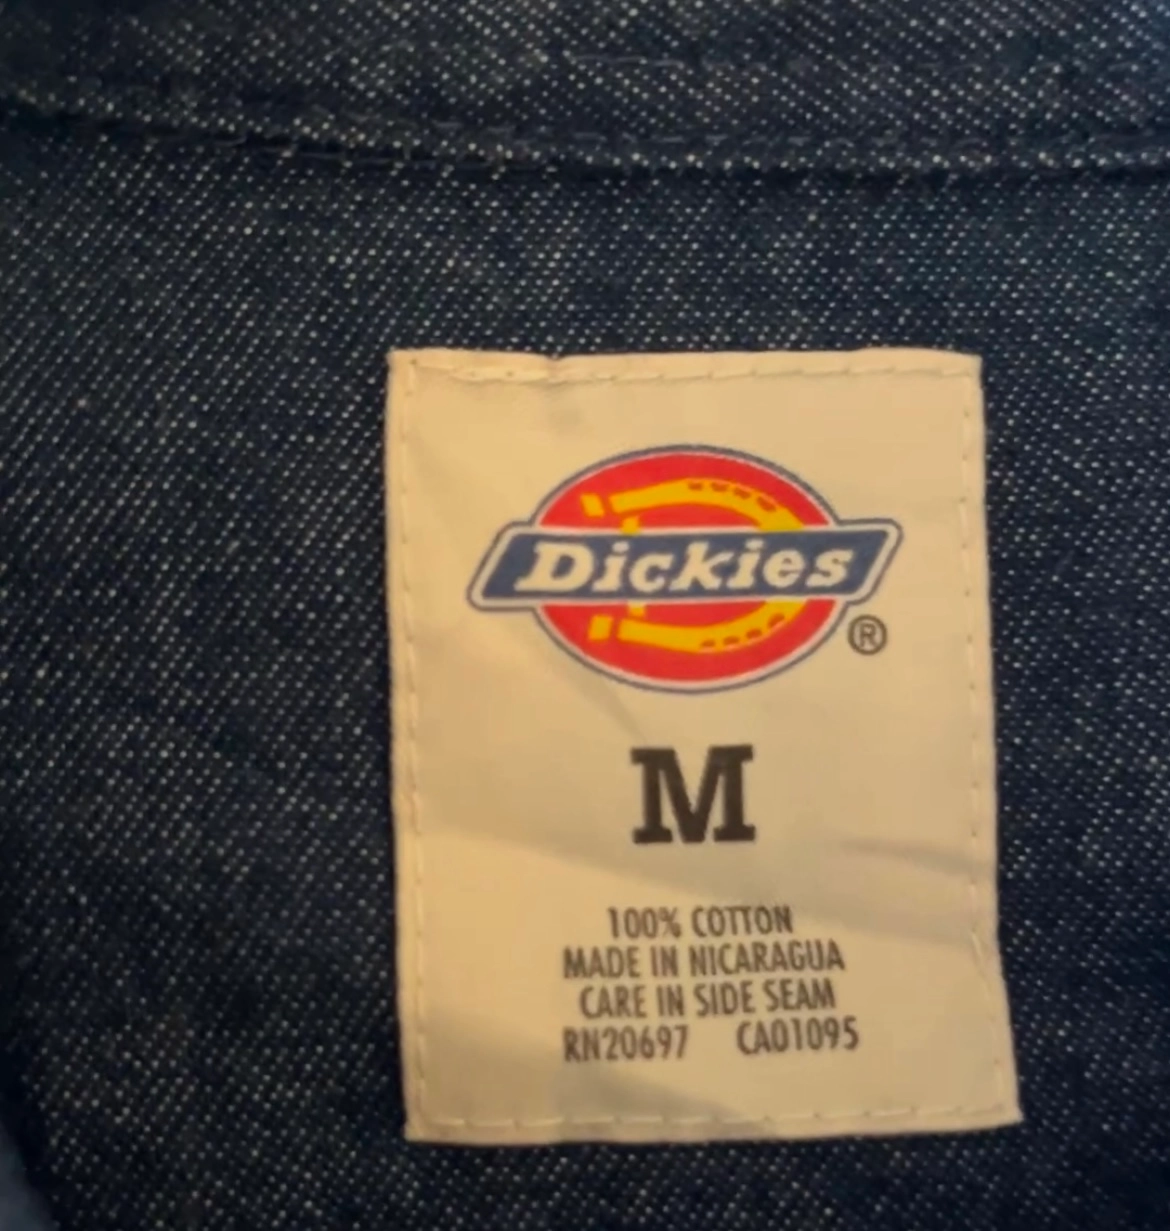 Dickies
®
M
100% COTTON
MADE IN NICARAGUA
CARE IN SIDE SEAM
RN20697 CA01095